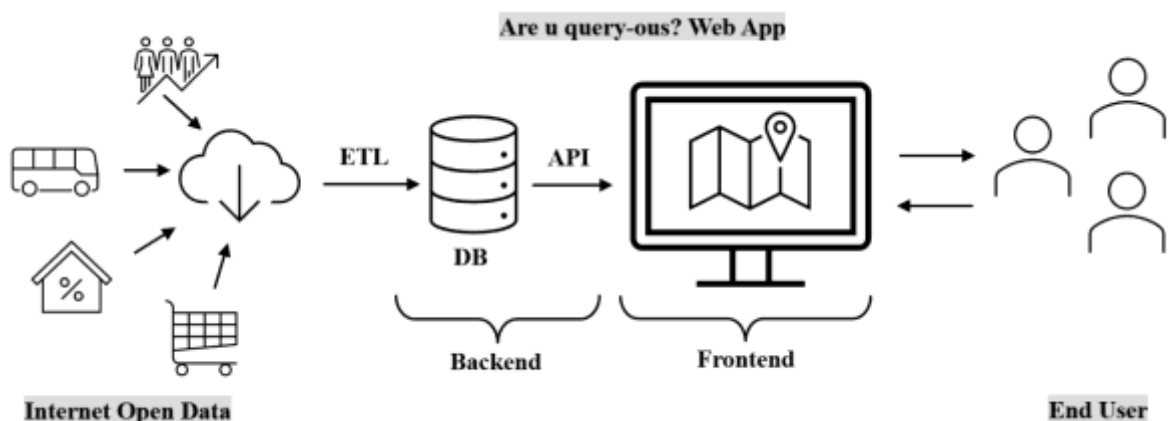 Are u query-ous? Web App
ETL
API
%
DB
Backend
Frontend
Internet Open Data
End User